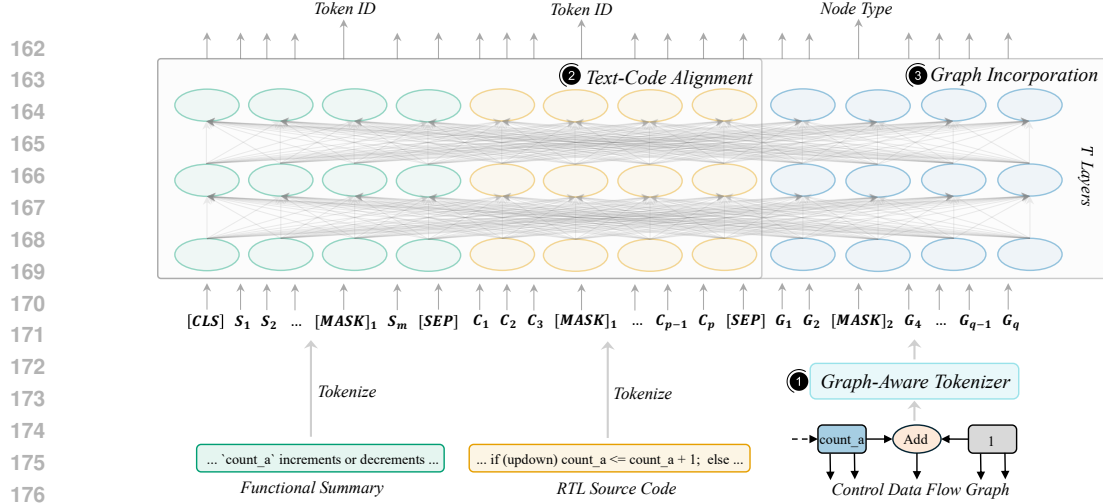 Token ID Token ID Node Type
162
163 2 Text-Code Alignment 3 Graph Incorporation
164
165
166 T Layers
167
168
169
170
[CLS] S1 S2 ... [MASK]1 Sm [SEP] C1 C2 C3 [MASK]1 ... Cp−1 Cp [SEP] G1 G2 [MASK]2 G4 ... Gq−1 Gq
171
172
173 Tokenize Tokenize 1 Graph-Aware Tokenizer
174 count_a Add 1
175 ... `count_a` increments or decrements ... ... if (updown) count_a <= count_a + 1; else ...
176 Functional Summary RTL Source Code Control Data Flow Graph